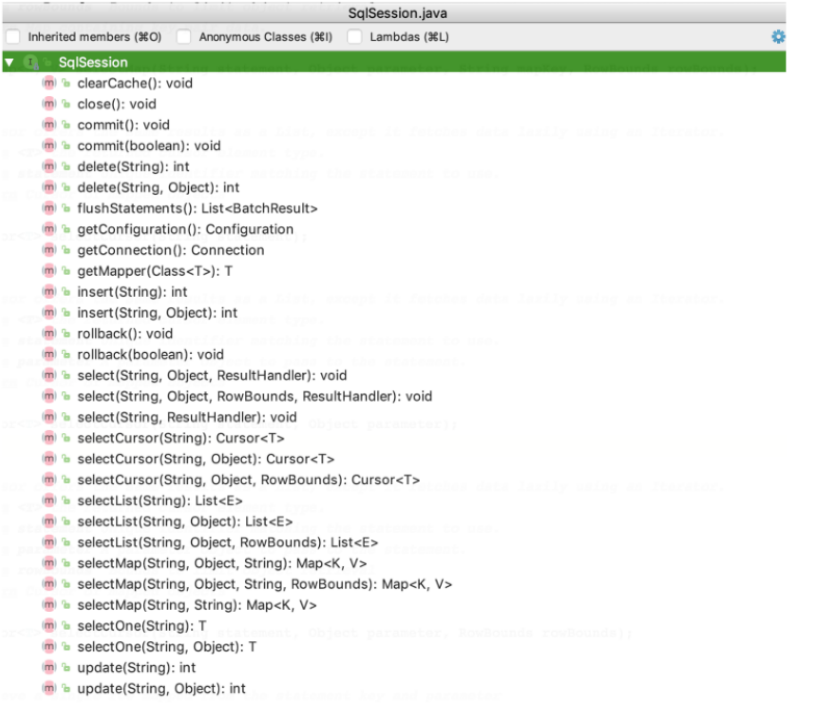 SqlSession.java
Inherited members (⌘O) Anonymous Classes (⌘I) Lambdas (⌘L)
SqlSession
clearCache(): void
close(): void
commit(): void
commit(boolean): void
delete(String): int
delete(String, Object): int
flushStatements(): List<BatchResult>
getConfiguration(): Configuration
getConnection(): Connection
getMapper(Class<T>): T
insert(String): int
insert(String, Object): int
rollback(): void
rollback(boolean): void
select(String, Object, ResultHandler): void
select(String, Object, RowBounds, ResultHandler): void
select(String, ResultHandler): void
selectCursor(String): Cursor<T>
selectCursor(String, Object): Cursor<T>
selectCursor(String, Object, RowBounds): Cursor<T>
selectList(String): List<E>
selectList(String, Object): List<E>
selectList(String, Object, RowBounds): List<E>
selectMap(String, Object, String): Map<K, V>
selectMap(String, Object, String, RowBounds): Map<K, V>
selectMap(String, String): Map<K, V>
selectOne(String): T
selectOne(String, Object): T
update(String): int
update(String, Object): int